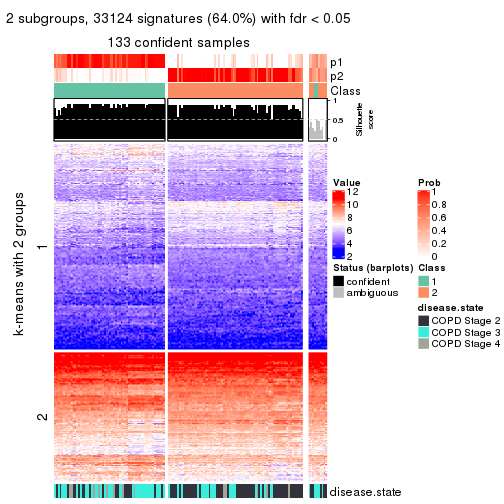 2 subgroups, 33124 signatures (64.0%) with fdr < 0.05
133 confident samples
p1
p2
Class
1
0.5
0
Silhouette
score
k-means with 2 groups
1
2
disease.state
Value
12
10
8
6
4
2
Prob
1
0.8
0.6
0.4
0.2
0
Status (barplots)
confident
ambiguous
Class
1
2
disease.state
COPD Stage 2
COPD Stage 3
COPD Stage 4